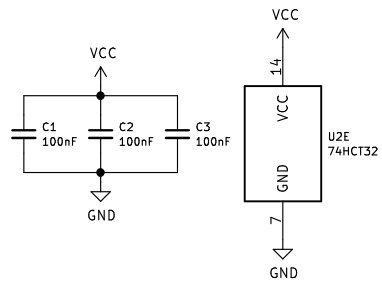 VCC
C1
100nF
C2
100nF
C3
100nF
GND
VCC
14
VCC
GND
7
U2E
74HCT32
GND